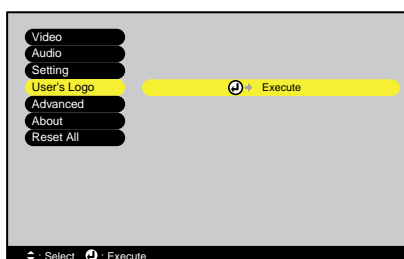 Video
Audio
Setting
User's Logo Execute
Advanced
About
Reset All
: Select : Execute